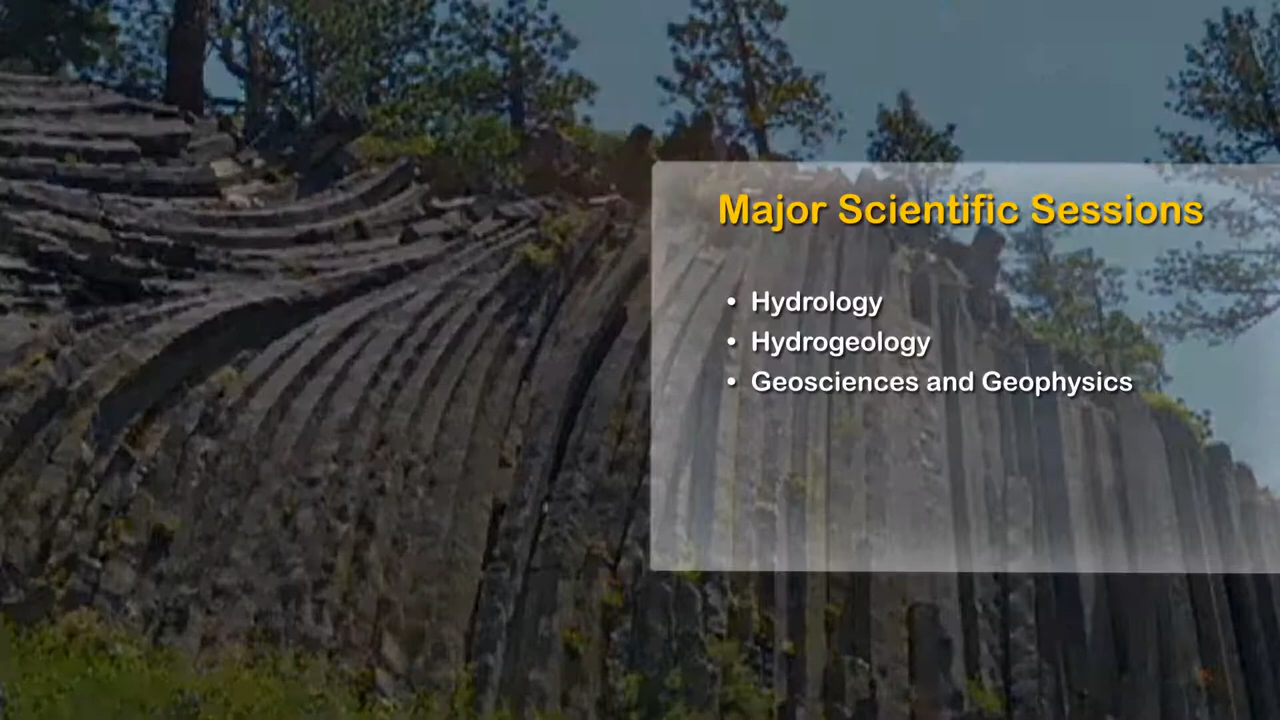 Major Scientific Sessions
• Hydrology
• Hydrogeology
• Geosciences and Geophysics